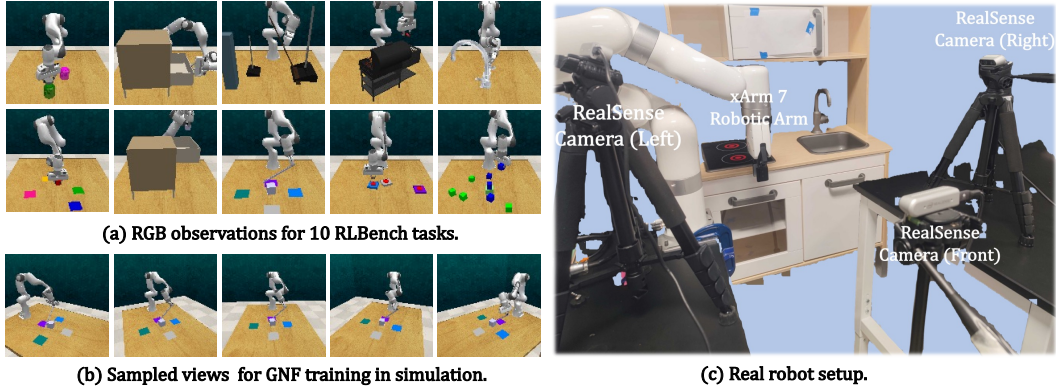 (a) RGB observations for 10 RLBench tasks.
(b) Sampled views for GNF training in simulation.
RealSense
Camera (Right)
xArm 7
Robotic Arm
RealSense
Camera (Left)
RealSense
Camera (Front)
(c) Real robot setup.